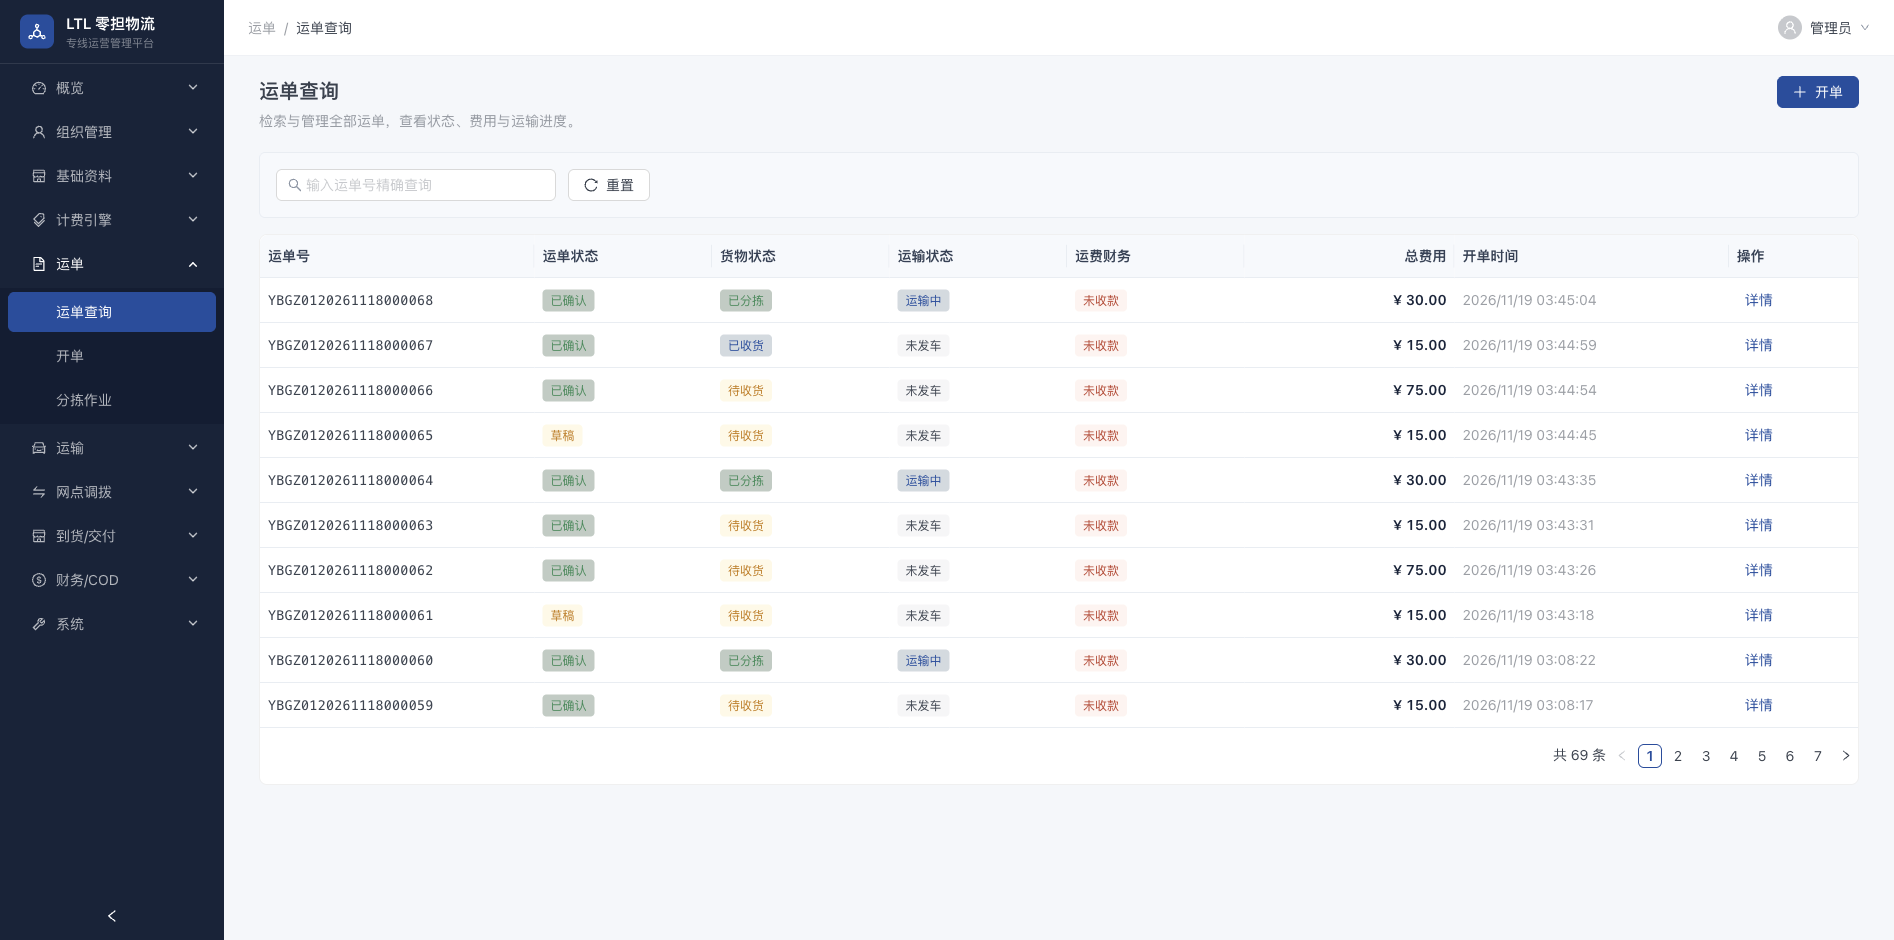 LTL 零担物流
专线运营管理平台
概览
组织管理
基础资料
计费引擎
运单
运单查询
开单
分拣作业
运输
网点调拨
到货/交付
财务/COD
系统
运单 / 运单查询
管理员
运单查询
检索与管理全部运单，查看状态、费用与运输进度。
开单
输入运单号精确查询
重置
运单号 运单状态 货物状态 运输状态 运费财务 总费用 开单时间 操作
YBGZ0120261118000068 已确认 已分拣 运输中 未收款 ¥ 30.00 2026/11/19 03:45:04 详情
YBGZ0120261118000067 已确认 已收货 未发车 未收款 ¥ 15.00 2026/11/19 03:44:59 详情
YBGZ0120261118000066 已确认 待收货 未发车 未收款 ¥ 75.00 2026/11/19 03:44:54 详情
YBGZ0120261118000065 草稿 待收货 未发车 未收款 ¥ 15.00 2026/11/19 03:44:45 详情
YBGZ0120261118000064 已确认 已分拣 运输中 未收款 ¥ 30.00 2026/11/19 03:43:35 详情
YBGZ0120261118000063 已确认 待收货 未发车 未收款 ¥ 15.00 2026/11/19 03:43:31 详情
YBGZ0120261118000062 已确认 待收货 未发车 未收款 ¥ 75.00 2026/11/19 03:43:26 详情
YBGZ0120261118000061 草稿 待收货 未发车 未收款 ¥ 15.00 2026/11/19 03:43:18 详情
YBGZ0120261118000060 已确认 已分拣 运输中 未收款 ¥ 30.00 2026/11/19 03:08:22 详情
YBGZ0120261118000059 已确认 待收货 未发车 未收款 ¥ 15.00 2026/11/19 03:08:17 详情
共 69 条 1 2 3 4 5 6 7